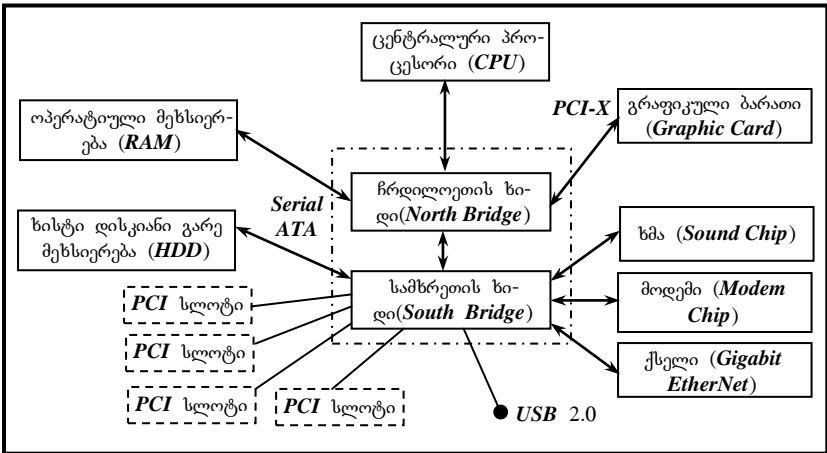 ცენტრალური პრო-
ცესორი (CPU)
ოპერატიული მეხსიერ-
ება (RAM)
PCI-X
გრაფიკული ბარათი
(Graphic Card)
ჩრდილოეთის ხი-
დი(North Bridge)
Serial
ATA
ხისტი დისკიანი გარე
მეხსიერება (HDD)
ხმა (Sound Chip)
სამხრეთის ხი-
დი(South Bridge)
მოდემი (Modem
Chip)
ქსელი (Gigabit
EtherNet)
PCI სლოტი
PCI სლოტი
PCI სლოტი
PCI სლოტი
USB 2.0